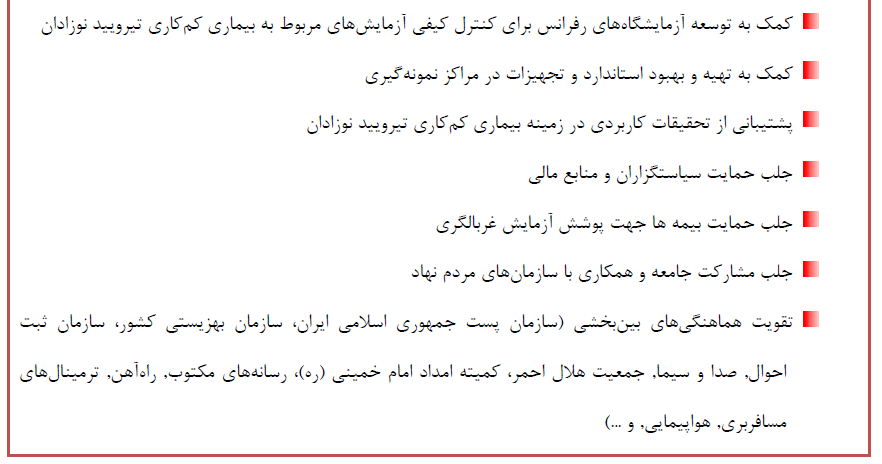 کمک به توسعه آزمایشگاه‌های رفرانس برای کنترل کیفی آزمایش‌های مربوط به بیماری کم‌کاری تیرویید نوزادان
کمک به تهیه و بهبود استاندارد و تجهیزات در مراکز نمونه‌گیری
پشتیبانی از تحقیقات کاربردی در زمینه بیماری کم‌کاری تیرویید نوزادان
جلب حمایت سیاستگزاران و منابع مالی
جلب حمایت بیمه ها جهت پوشش آزمایش غربالگری
جلب مشارکت جامعه و همکاری با سازمان‌های مردم نهاد
تقویت هماهنگی‌های بین‌بخشی (سازمان پست جمهوری اسلامی ایران، سازمان بهزیستی کشور، سازمان ثبت
احوال, صدا و سیما, جمعیت هلال احمر، کمیته امداد امام خمینی (ره)، رسانه‌های مکتوب, راه‌آهن, ترمینال‌های
مسافربری, هواپیمایی, و ...)